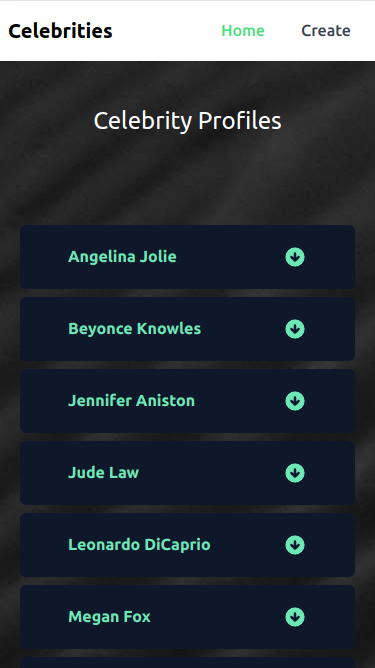 Celebrities Home Create
Celebrity Profiles
Angelina Jolie
Beyonce Knowles
Jennifer Aniston
Jude Law
Leonardo DiCaprio
Megan Fox